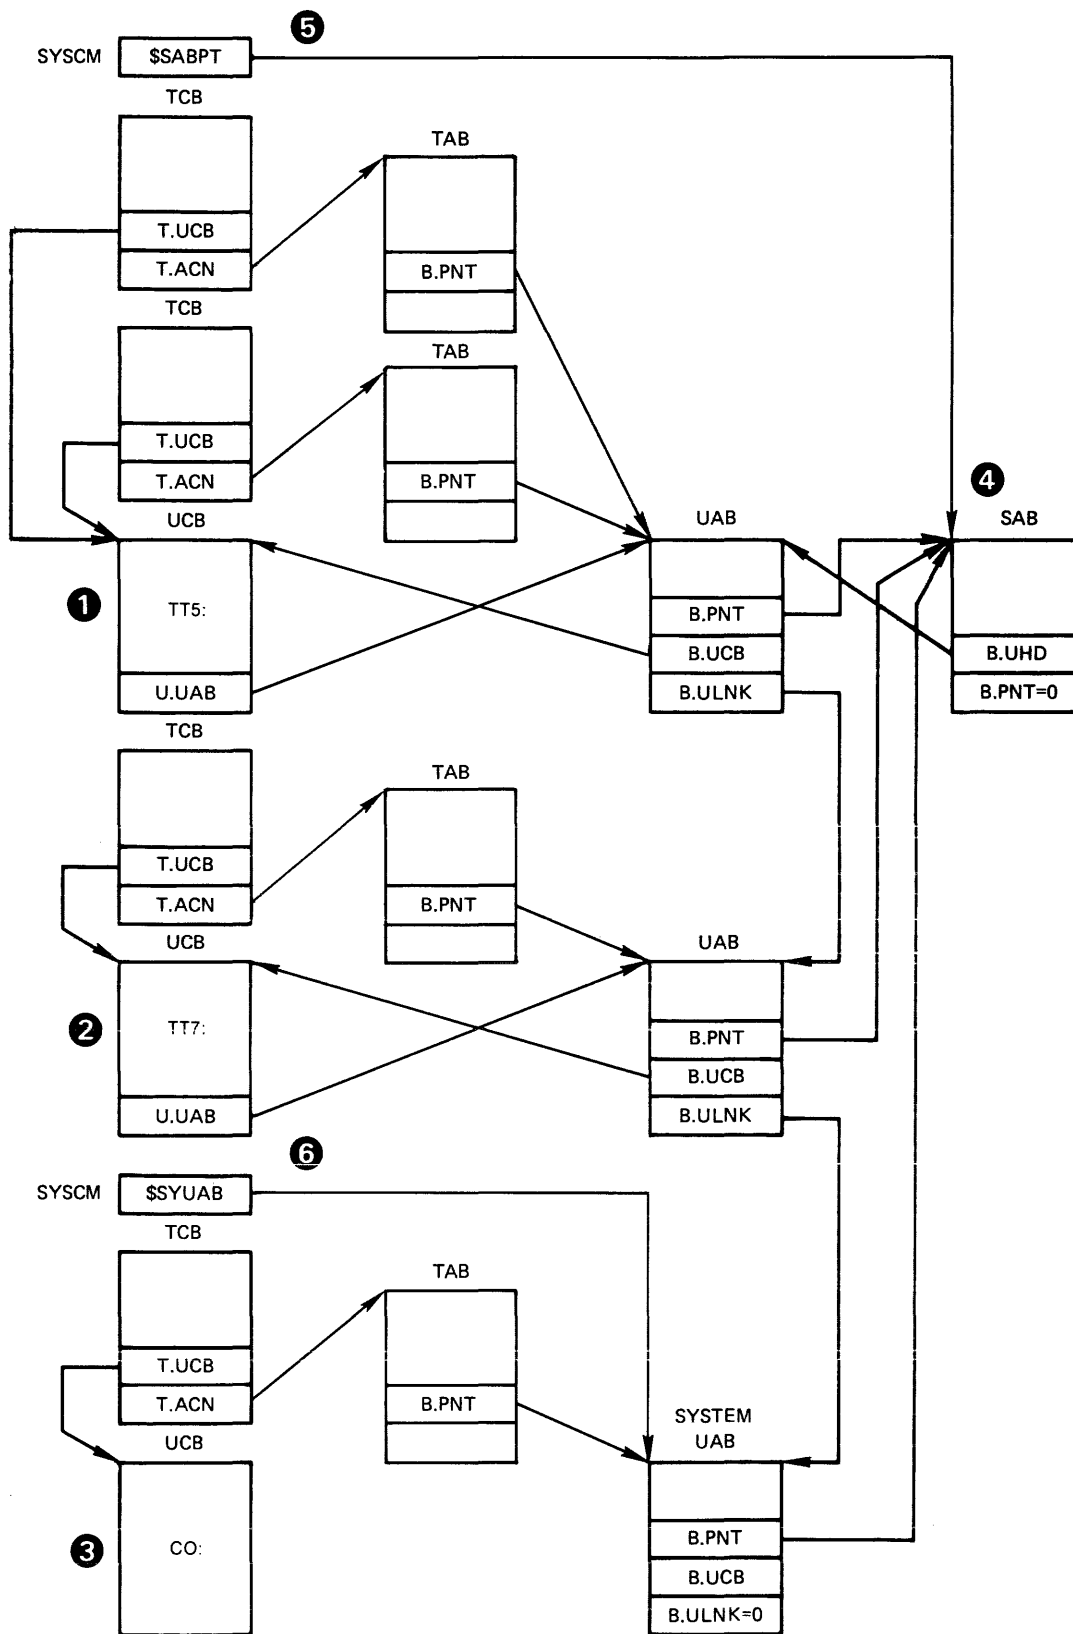 5
SYSCM $SABPT
TCB
TAB
T.UCB
T.ACN
B.PNT
TCB
TAB
T.UCB
T.ACN
B.PNT
4
UCB UAB SAB
1
TT5:
B.PNT
B.UCB B.UHD
U.UAB B.ULNK B.PNT=0
TCB
TAB
T.UCB
T.ACN B.PNT
UCB UAB
2
TT7:
B.PNT
B.UCB
U.UAB B.ULNK
6
SYSCM $SYUAB
TCB
TAB
T.UCB
T.ACN B.PNT
SYSTEM
UCB UAB
3
CO:
B.PNT
B.UCB
B.ULNK=0